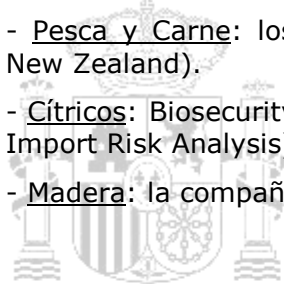 - Pesca y Carne: los
New Zealand).
- Cítricos: Biosecurity
Import Risk Analysis
- Madera: la compañ